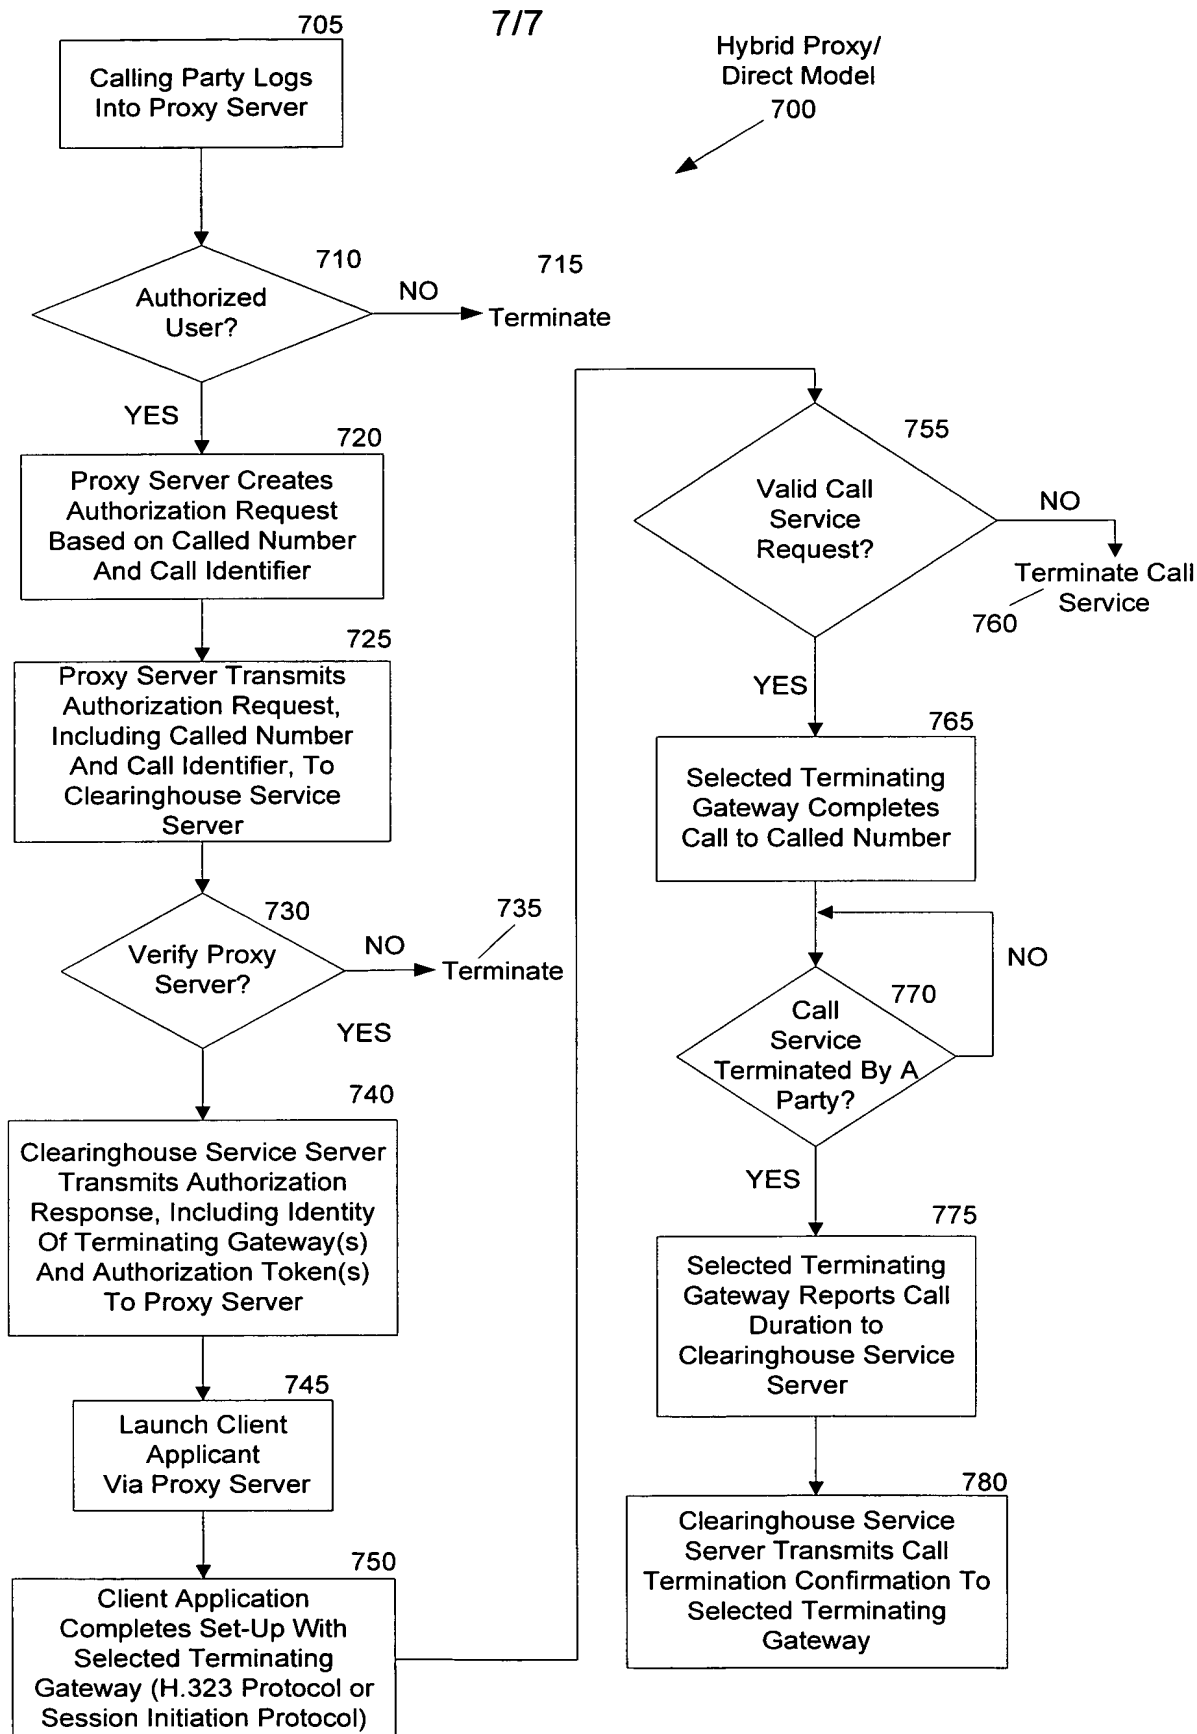 7/7
Hybrid Proxy/
Direct Model
700
705
Calling Party Logs
Into Proxy Server
710
Authorized
User?
NO
715
Terminate
YES
720
Proxy Server Creates
Authorization Request
Based on Called Number
And Call Identifier
725
Proxy Server Transmits
Authorization Request,
Including Called Number
And Call Identifier, To
Clearinghouse Service
Server
730
Verify Proxy
Server?
NO
735
Terminate
YES
740
Clearinghouse Service Server
Transmits Authorization
Response, Including Identity
Of Terminating Gateway(s)
And Authorization Token(s)
To Proxy Server
745
Launch Client
Applicant
Via Proxy Server
750
Client Application
Completes Set-Up With
Selected Terminating
Gateway (H.323 Protocol or
Session Initiation Protocol)
755
Valid Call
Service
Request?
NO
Terminate Call
Service
760
YES
765
Selected Terminating
Gateway Completes
Call to Called Number
NO
770
Call
Service
Terminated By A
Party?
YES
775
Selected Terminating
Gateway Reports Call
Duration to
Clearinghouse Service
Server
780
Clearinghouse Service
Server Transmits Call
Termination Confirmation To
Selected Terminating
Gateway